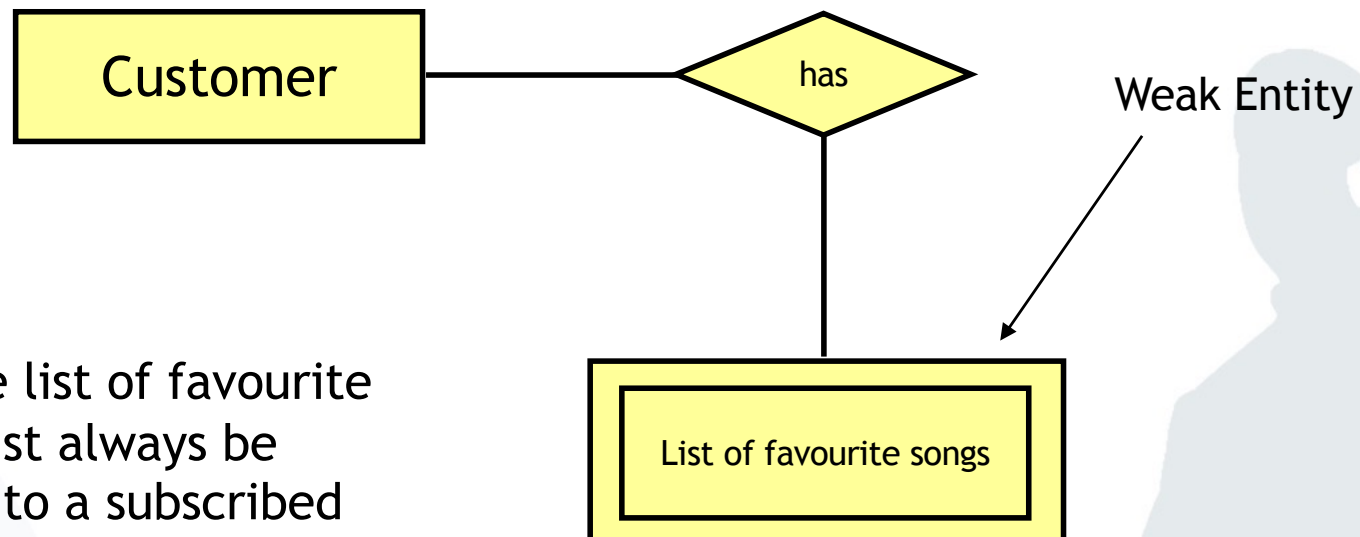 Customer
has
Weak Entity
list of favourite
st always be
to a subscribed
List of favourite songs